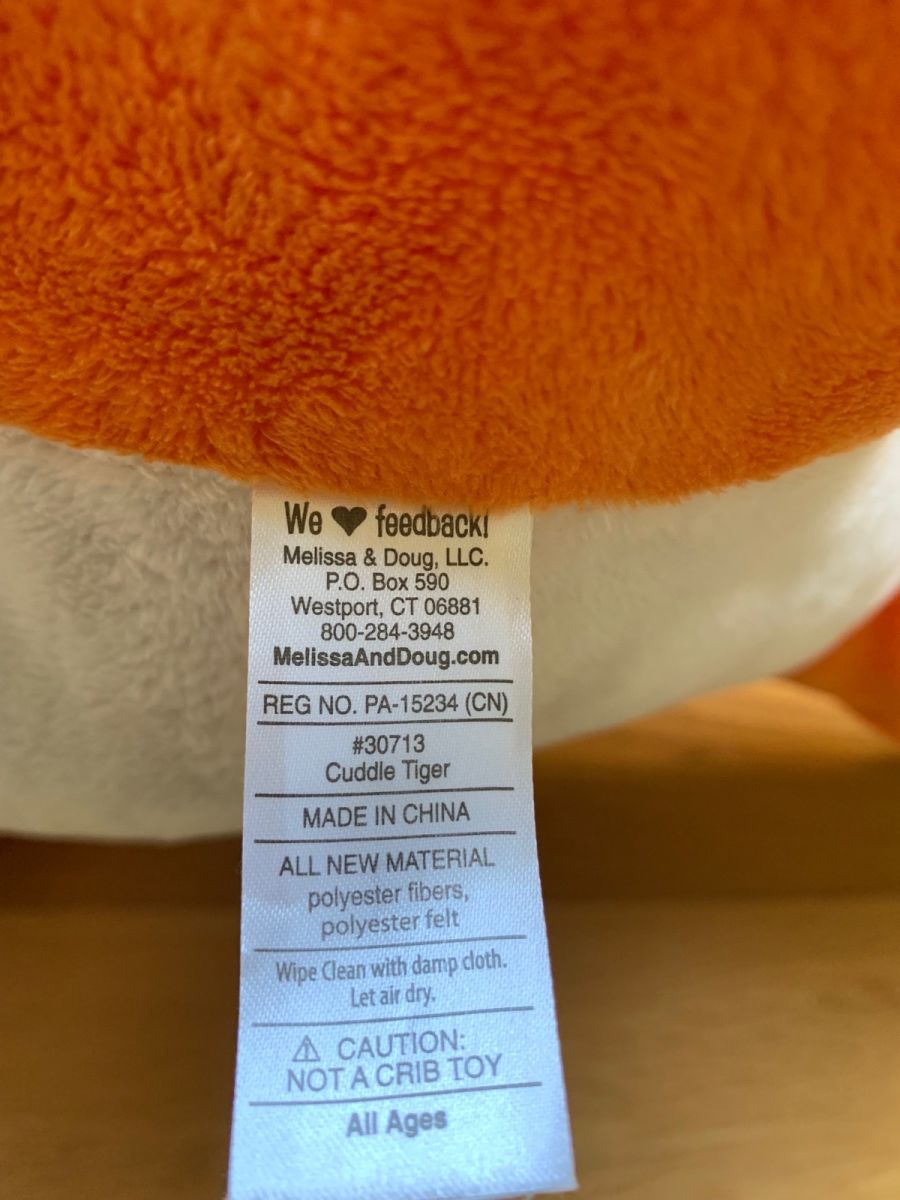 We ♥ feedback!
Melissa & Doug, LLC.
P.O. Box 590
Westport, CT 06881
800-284-3948
MelissaAndDoug.com
REG NO. PA-15234 (CN)
#30713
Cuddle Tiger
MADE IN CHINA
ALL NEW MATERIAL
polyester fibers,
polyester felt
Wipe Clean with damp cloth.
Let air dry.
⚠ CAUTION:
NOT A CRIB TOY
All Ages